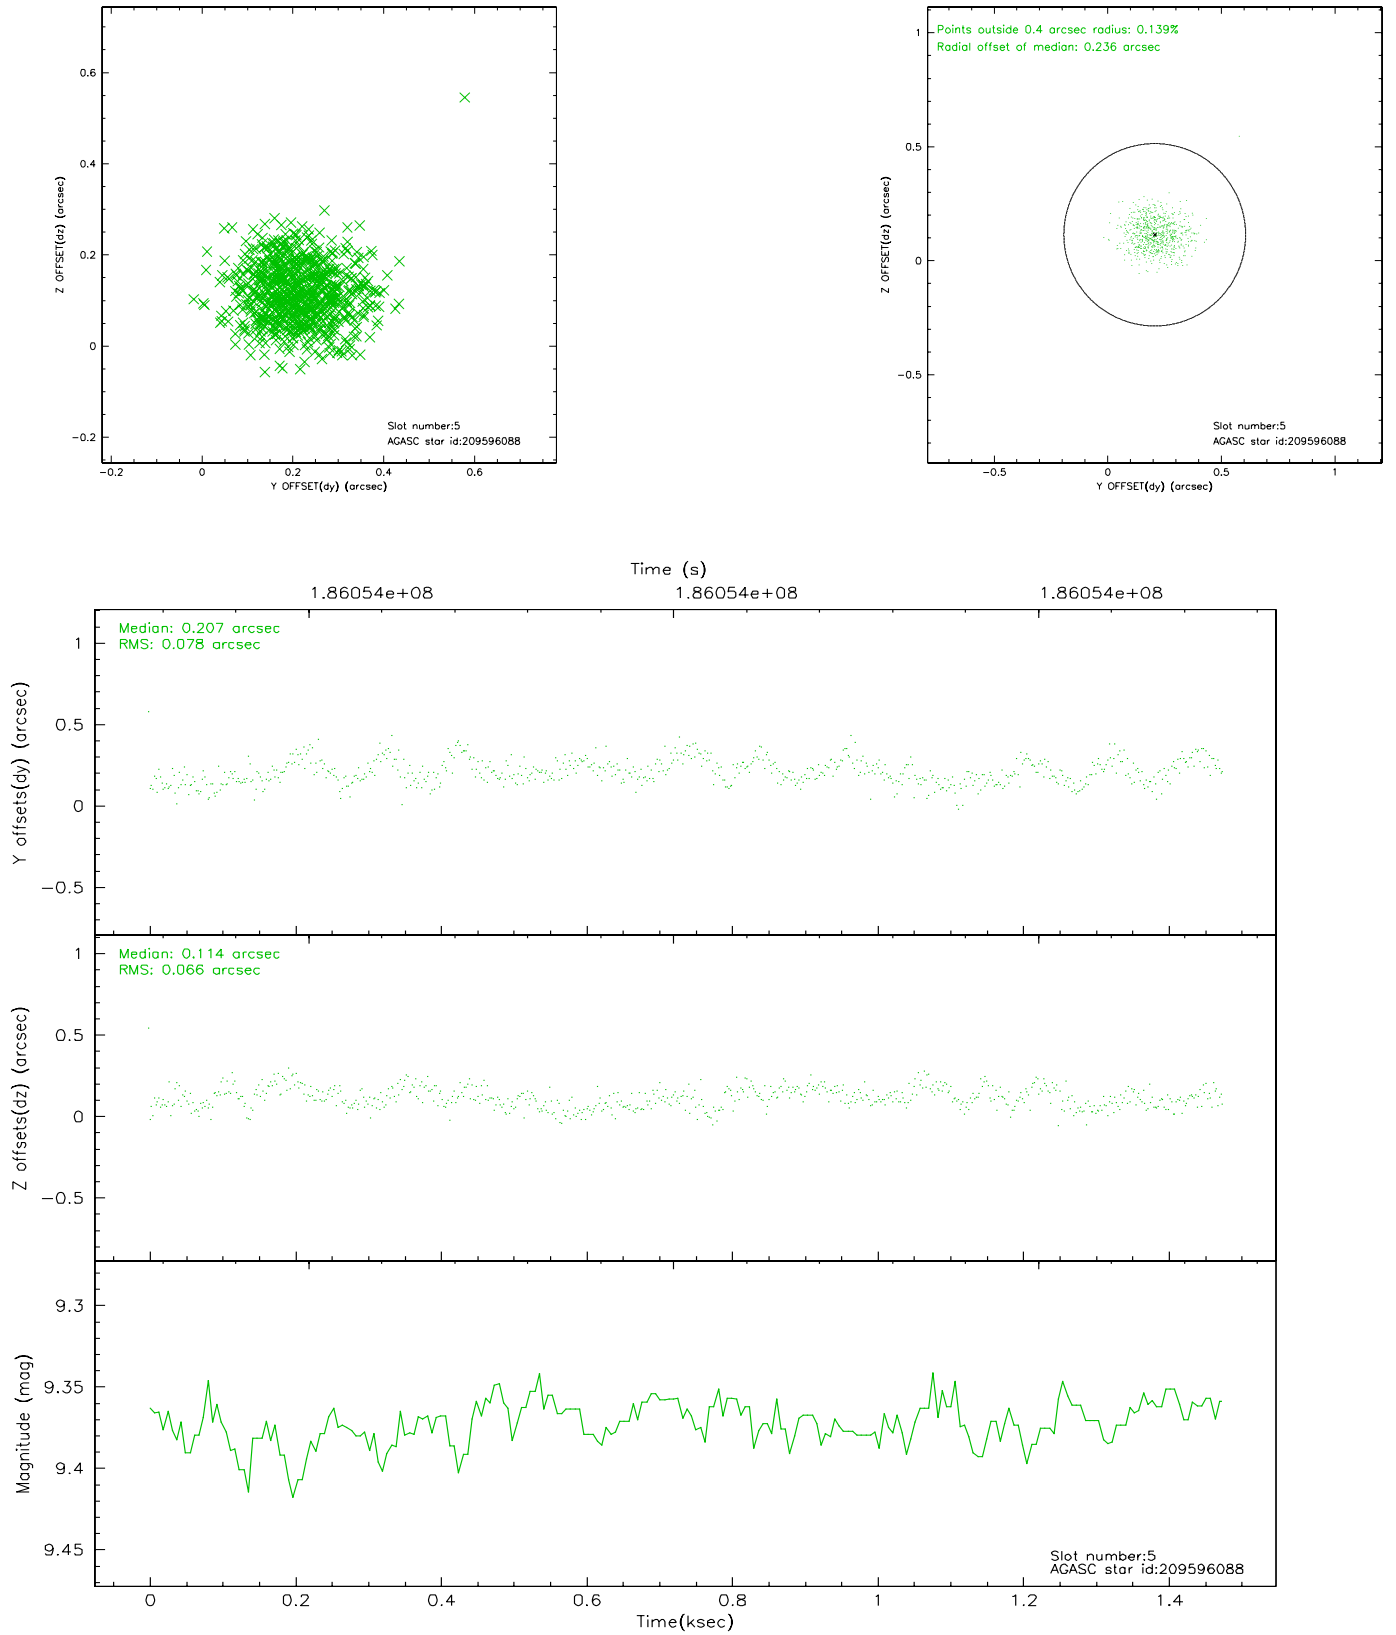 0.6
0.4
0.2
0
−0.2
Z OFFSET(dz) (arcsec)
Slot number:5
AGASC star id:209596088
−0.2 0 0.2 0.4 0.6
Y OFFSET(dy) (arcsec)
Points outside 0.4 arcsec radius: 0.139%
Radial offset of median: 0.236 arcsec
1
0.5
0
−0.5
Z OFFSET(dz) (arcsec)
Slot number:5
AGASC star id:209596088
−0.5 0 0.5 1
Y OFFSET(dy) (arcsec)
Time (s)
1.86054e+08 1.86054e+08 1.86054e+08
Median: 0.207 arcsec
RMS: 0.078 arcsec
1
0.5
0
−0.5
Y offsets(dy) (arcsec)
Median: 0.114 arcsec
RMS: 0.066 arcsec
1
0.5
0
−0.5
Z offsets(dz) (arcsec)
9.3
9.35
9.4
9.45
Magnitude (mag)
Slot number:5
AGASC star id:209596088
0 0.2 0.4 0.6 0.8 1 1.2 1.4
Time(ksec)